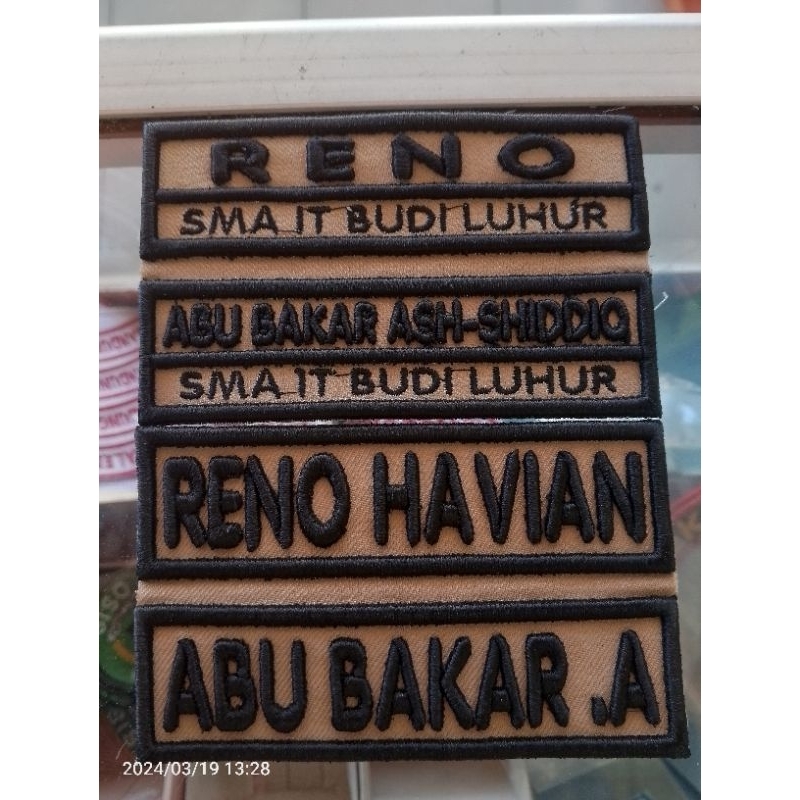 RENO
SMA IT BUDI LUHUR
ABU BAKAR ASH-SHIDDIQ
SMA IT BUDI LUHUR
RENO HAVIAN
ABU BAKAR .A
2024/03/19 13:28